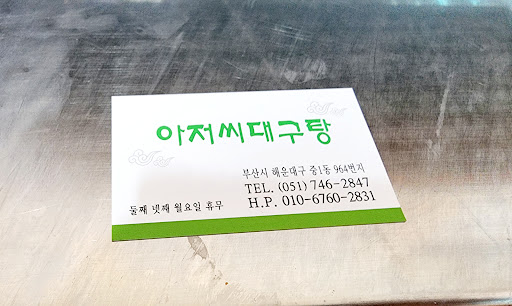 아저씨대구탕
부산시 해운대구 중1동 964번지
TEL. (051) 746-2847
둘째 넷째 월요일 휴무 H.P. 010-6760-2831